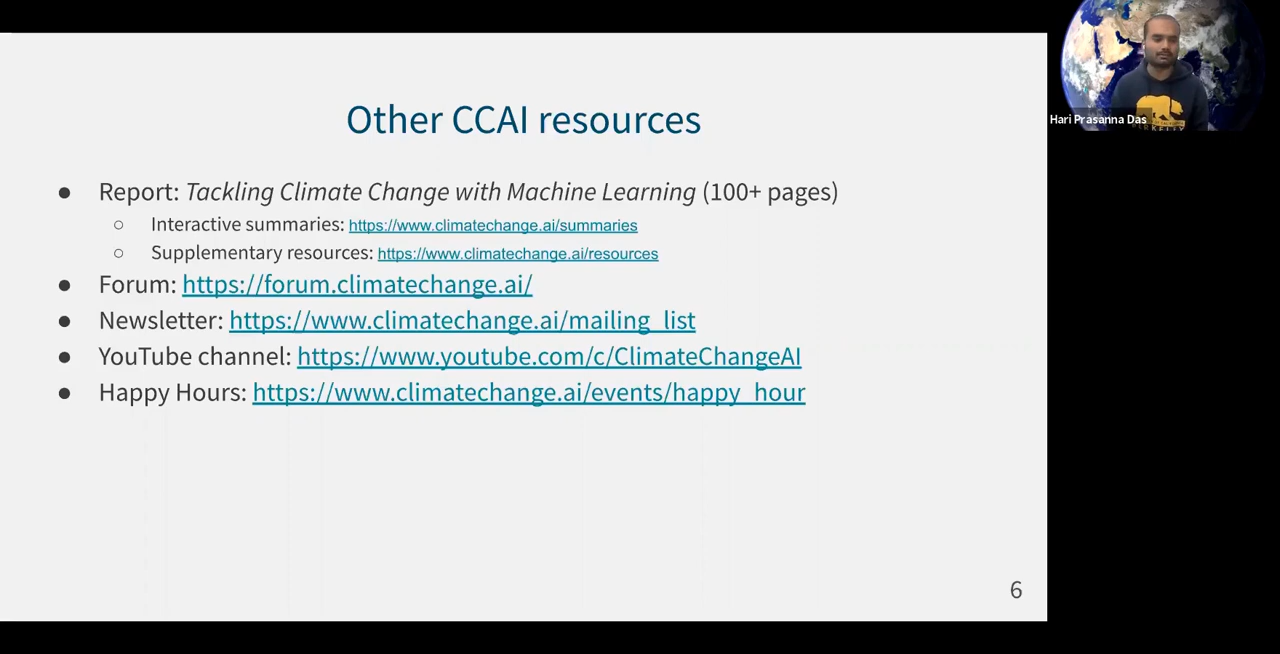 Other CCAI resources
● Report: Tackling Climate Change with Machine Learning (100+ pages)
○ Interactive summaries: https://www.climatechange.ai/summaries
○ Supplementary resources: https://www.climatechange.ai/resources
● Forum: https://forum.climatechange.ai/
● Newsletter: https://www.climatechange.ai/mailing_list
● YouTube channel: https://www.youtube.com/c/ClimateChangeAI
● Happy Hours: https://www.climatechange.ai/events/happy_hour
6
Hari Prasanna Das
BERKELEY